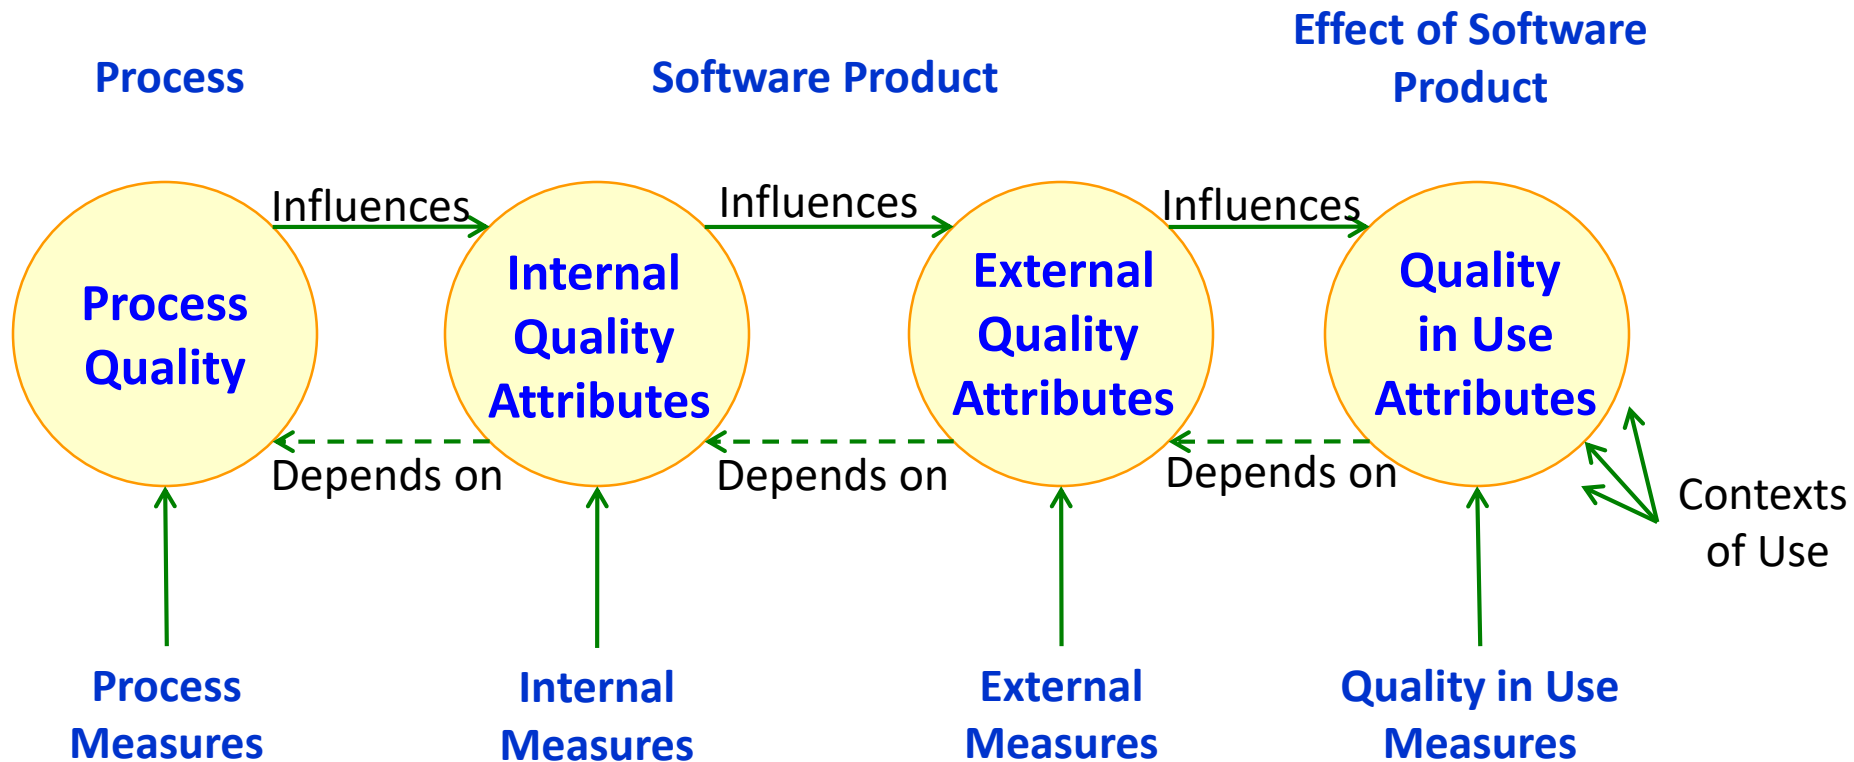 Effect of Software
Product
Process
Software Product
Influences
Influences
Influences
Process
Quality
Internal
Quality
Attributes
External
Quality
Attributes
Quality
in Use
Attributes
Depends on
Depends on
Depends on
Contexts
of Use
Process
Measures
Internal
Measures
External
Measures
Quality in Use
Measures